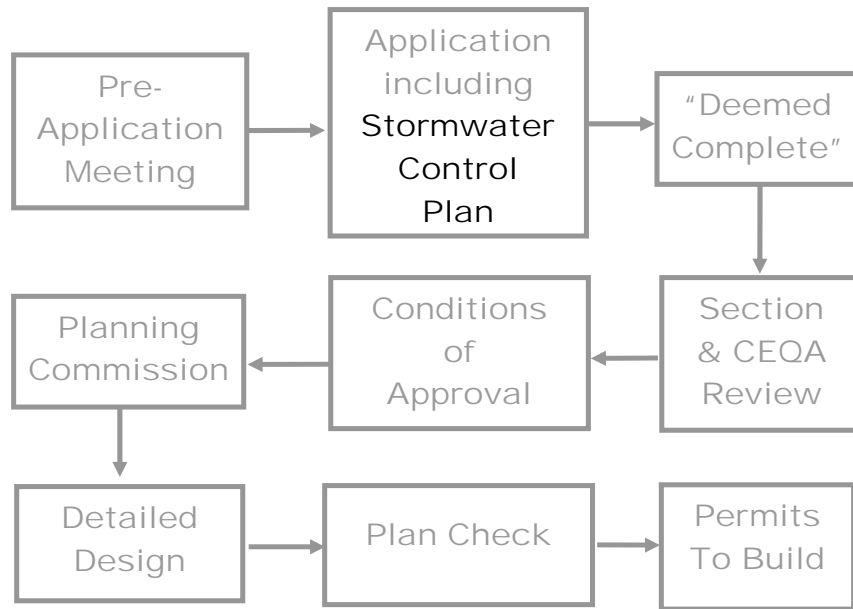 Pre-
Application
Meeting
Application
including
Stormwater
Control
Plan
“Deemed
Complete”
Section
& CEQA
Review
Conditions
of
Approval
Planning
Commission
Detailed
Design
Plan Check
Permits
To Build